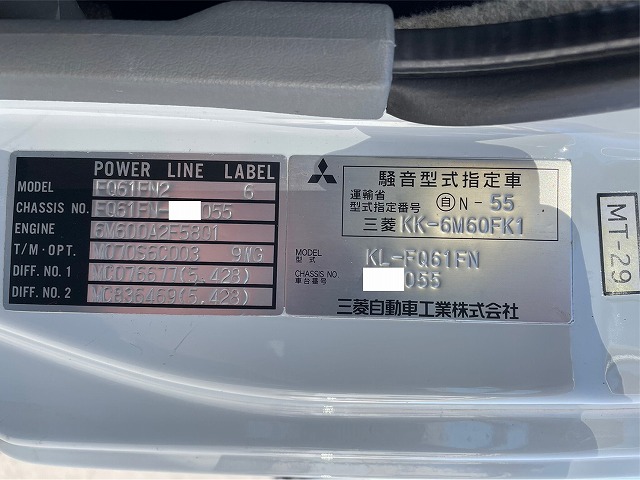 POWER LINE LABEL
MODEL FQ61FN2 6
CHASSIS NO. FQ61FN- 055
ENGINE
T/M·OPT. MO70S6C003 9WG
DIFF. NO. 1 MC076677(5.428)
DIFF. NO. 2 MC836469(5.428)
騒音型式指定車
運輸省
型式指定番号 自 N-55
三菱 KK-6M60FK1
MODEL
型式 KL-FQ61FN
CHASSIS NO.
車台番号 055
三菱自動車工業株式会社
MT-29